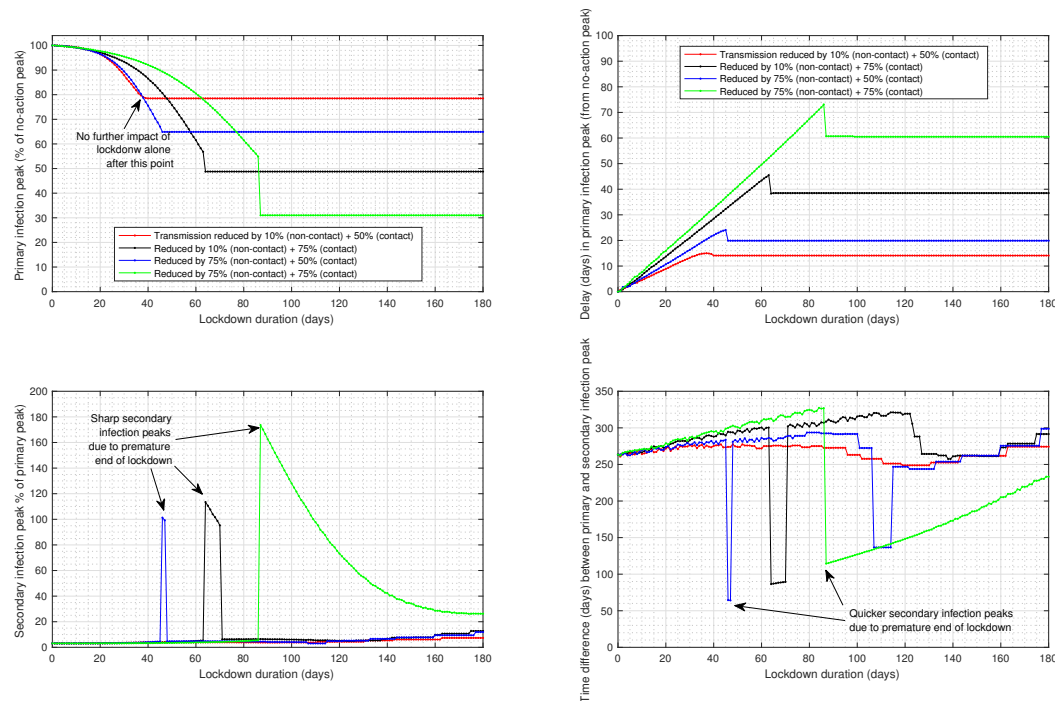 Primary infection peak (% of no-action peak)
100
90
80
70
60
50
40
30
20
10
0
No further impact of
lockdonw alone
after this point
Transmission reduced by 10% (non-contact) + 50% (contact)
Reduced by 10% (non-contact) + 75% (contact)
Reduced by 75% (non-contact) + 50% (contact)
Reduced by 75% (non-contact) + 75% (contact)
0 20 40 60 80 100 120 140 160 180
Lockdown duration (days)
Delay (days) in primary infection peak (from no-action peak)
100
90
80
70
60
50
40
30
20
10
0
Transmission reduced by 10% (non-contact) + 50% (contact)
Reduced by 10% (non-contact) + 75% (contact)
Reduced by 75% (non-contact) + 50% (contact)
Reduced by 75% (non-contact) + 75% (contact)
0 20 40 60 80 100 120 140 160 180
Lockdown duration (days)
Secondary infection peak % of primary peak)
200
180
160
140
120
100
80
60
40
20
0
Sharp secondary
infection peaks
due to premature
end of lockdown
0 20 40 60 80 100 120 140 160 180
Lockdown duration (days)
Time difference (days) between primary and secondary infection peak
350
300
250
200
150
100
50
0
Quicker secondary infection peaks
due to premature end of lockdown
0 20 40 60 80 100 120 140 160 180
Lockdown duration (days)